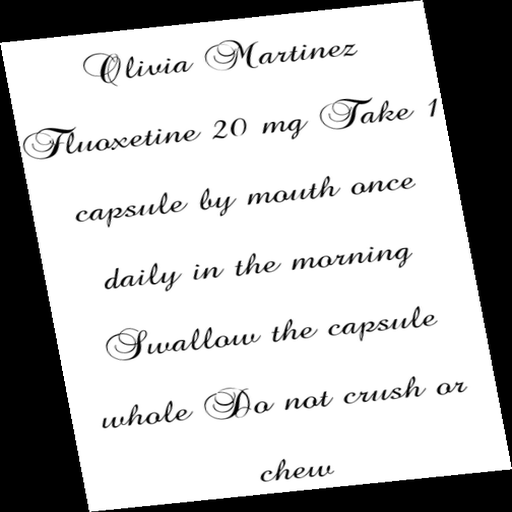 Olivia Martinez
Fluoxetine 20 mg Take 1
capsule by mouth once
daily in the morning
Swallow the capsule
whole Do not crush or
chew